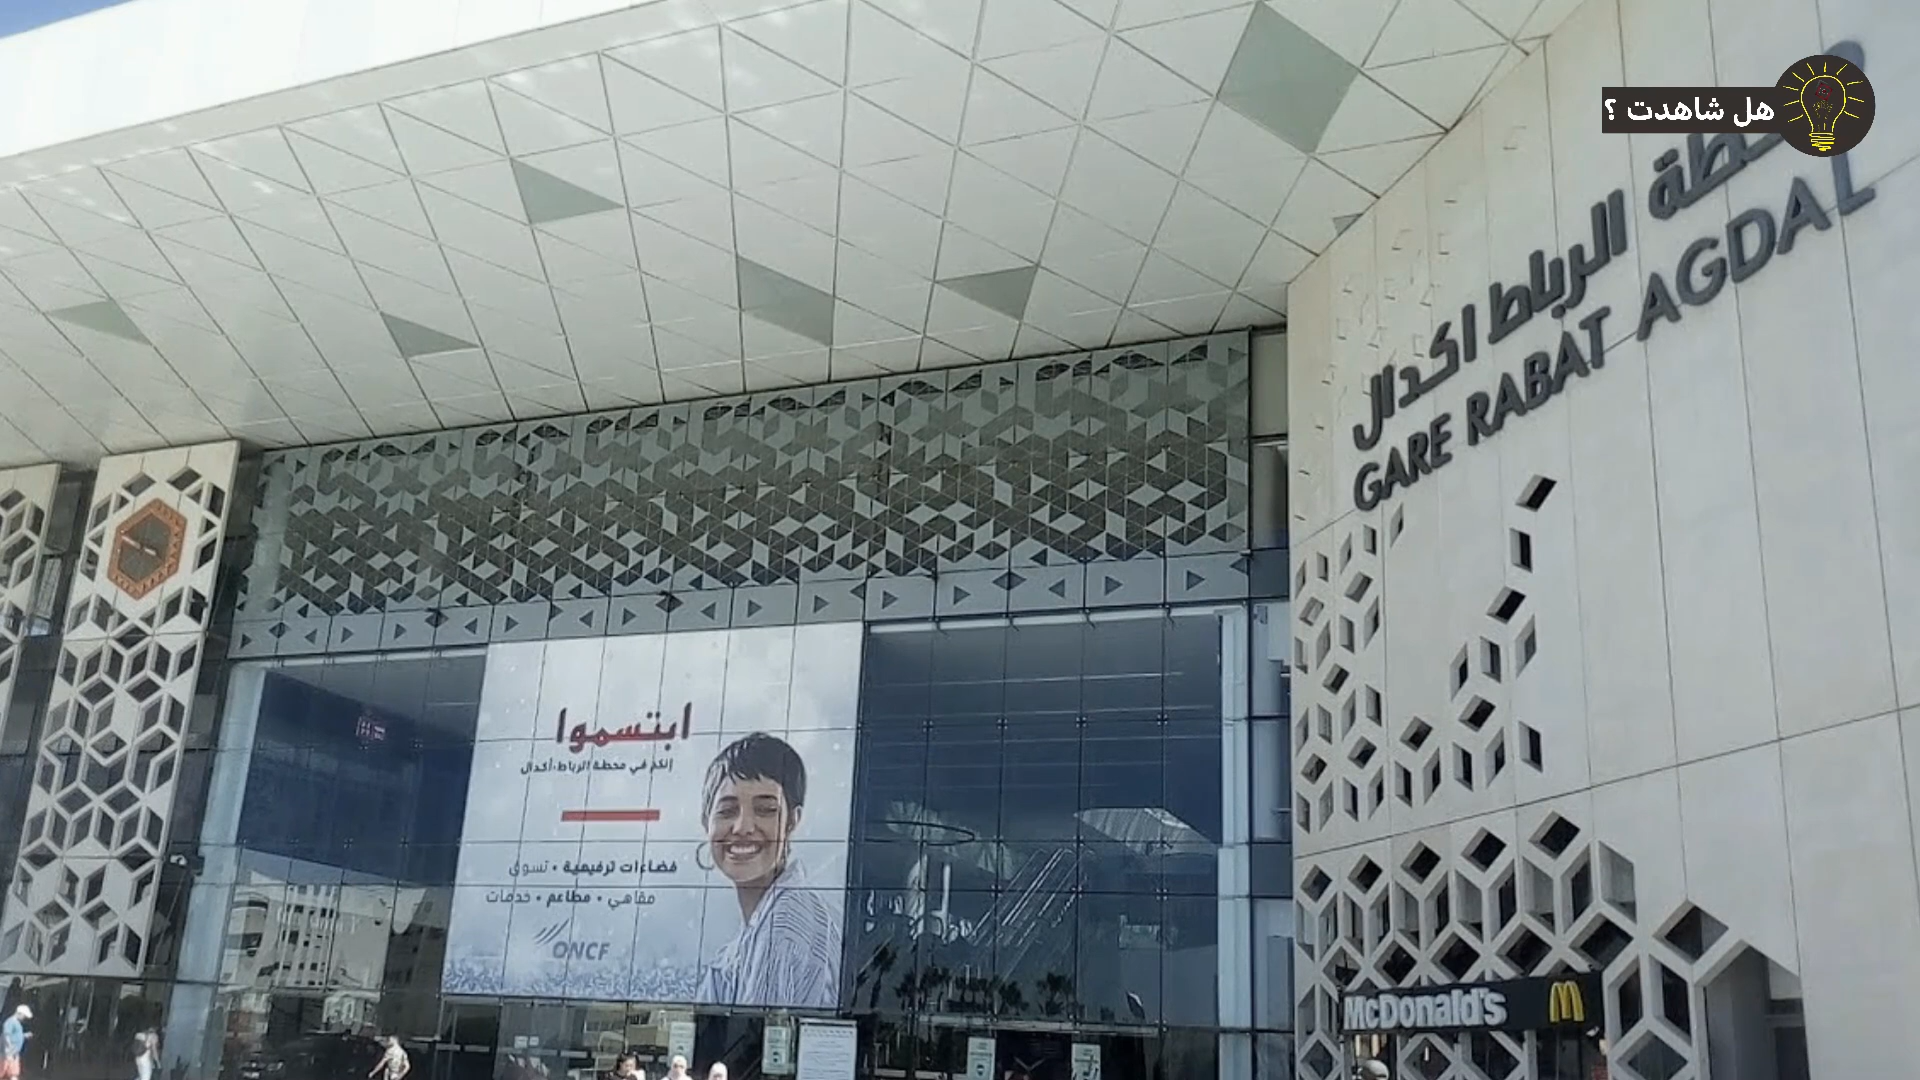 هل شاهدت ؟
محطة الرباط اكدال
GARE RABAT AGDAL
ابتسموا
إنكم في محطة الرباط-أكدال
فضاءات ترفيهية • تسوق
مقاهي • مطاعم • خدمات
ONCF
McDonald's